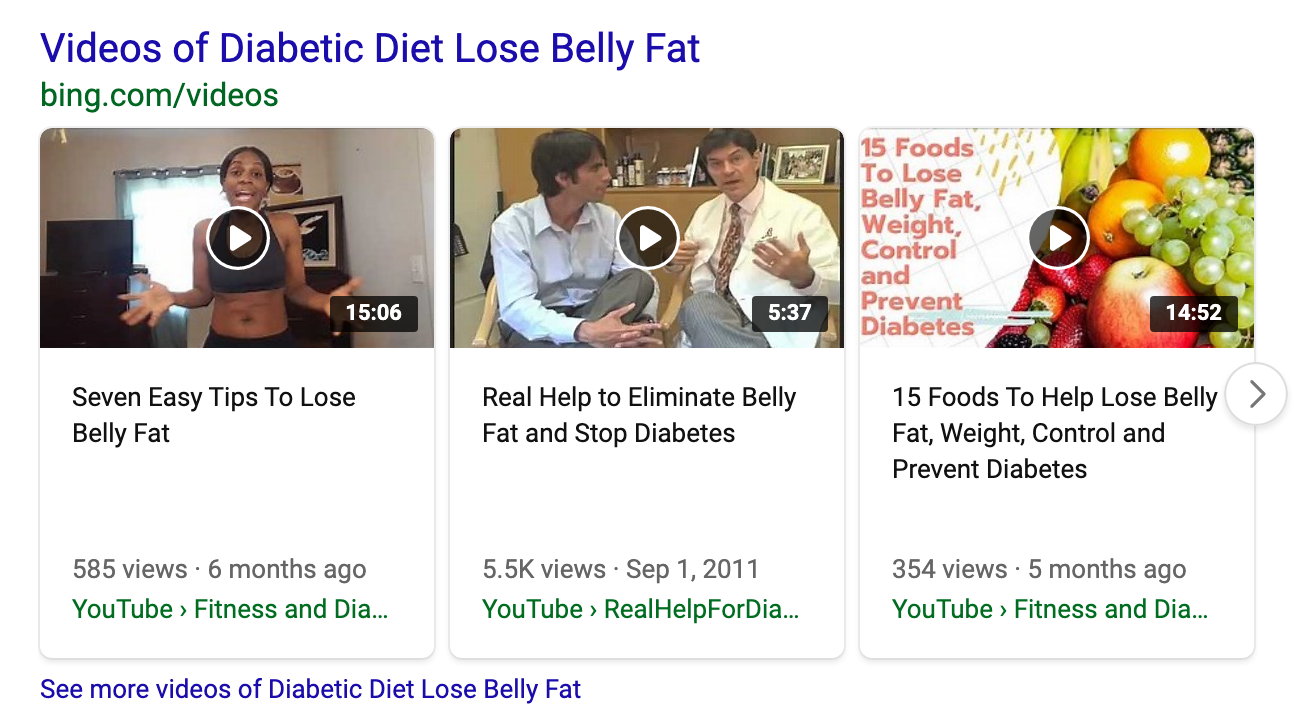 Videos of Diabetic Diet Lose Belly Fat
bing.com/videos
15:06
Seven Easy Tips To Lose
Belly Fat
585 views · 6 months ago
YouTube › Fitness and Dia...
5:37
Real Help to Eliminate Belly
Fat and Stop Diabetes
5.5K views · Sep 1, 2011
YouTube › RealHelpForDia...
15 Foods
To Lose
Belly Fat,
Weight,
Control
and
Prevent
Diabetes
14:52
15 Foods To Help Lose Belly
Fat, Weight, Control and
Prevent Diabetes
354 views · 5 months ago
YouTube › Fitness and Dia...
See more videos of Diabetic Diet Lose Belly Fat